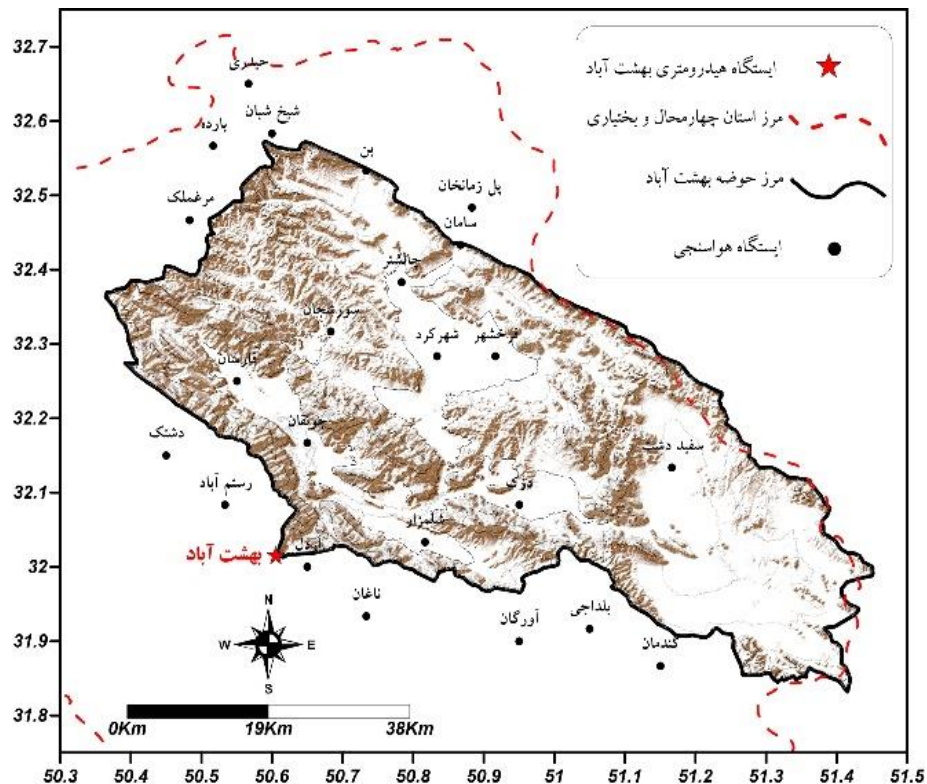 ایستگاه هیدرومتری بهشت آباد
مرز استان چهارمحال و بختیاری
مرز حوضه بهشت آباد
ایستگاه هواسنجی
حیدری
شیخ شبان
بارده
بن
مرغملک
پل زمانخان
سامان
چالشتر
سورشجان
شهرکرد
فرخشهر
فارسان
جونقان
دشتک
سفید دشت
رستم آباد
دزک
شلمزار
بهشت آباد
اردل
ناغان
آورگان
بلداجی
گندمان
N
W
E
S
0Km
19Km
38Km
32.7
32.6
32.5
32.4
32.3
32.2
32.1
32
31.9
31.8
50.3 50.4 50.5 50.6 50.7 50.8 50.9 51 51.1 51.2 51.3 51.4 51.5